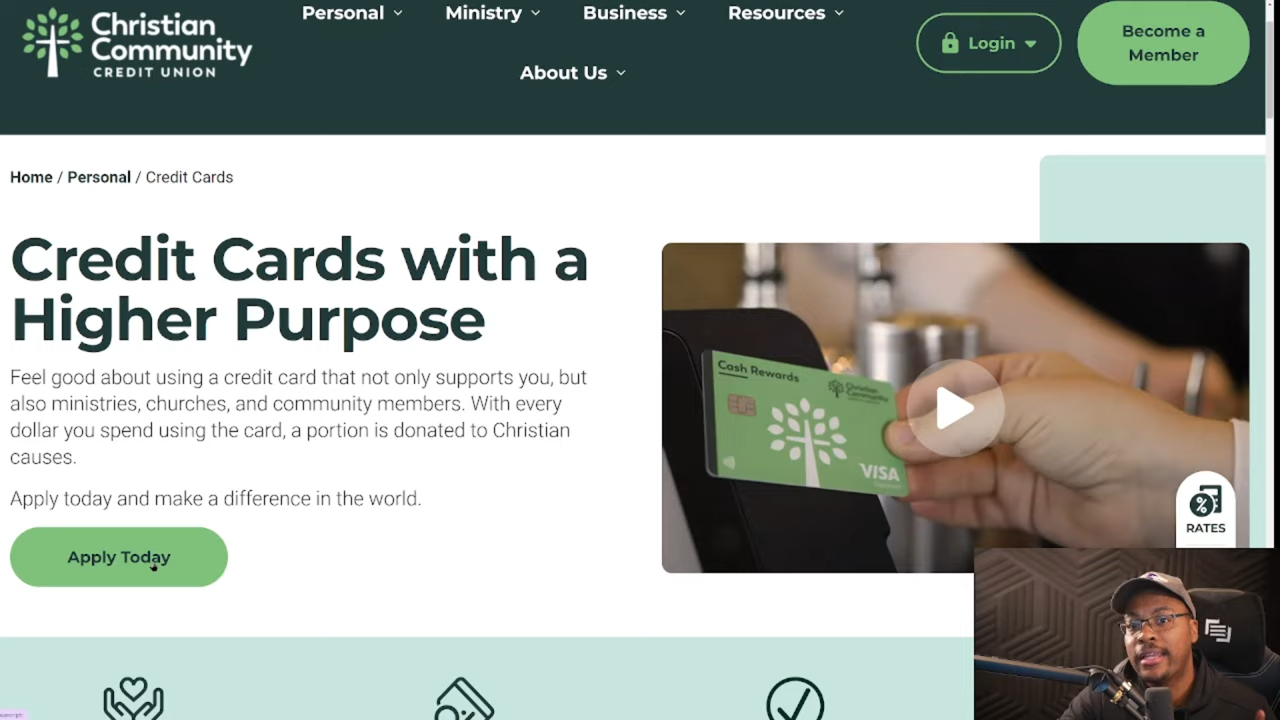 Christian
Community
CREDIT UNION
Personal
Ministry
Business
Resources
About Us
Login
Become a
Member
Home / Personal / Credit Cards
Credit Cards with a
Higher Purpose
Feel good about using a credit card that not only supports you, but
also ministries, churches, and community members. With every
dollar you spend using the card, a portion is donated to Christian
causes.
Apply today and make a difference in the world.
Apply Today
Cash Rewards
Christian
Community
VISA
RATES